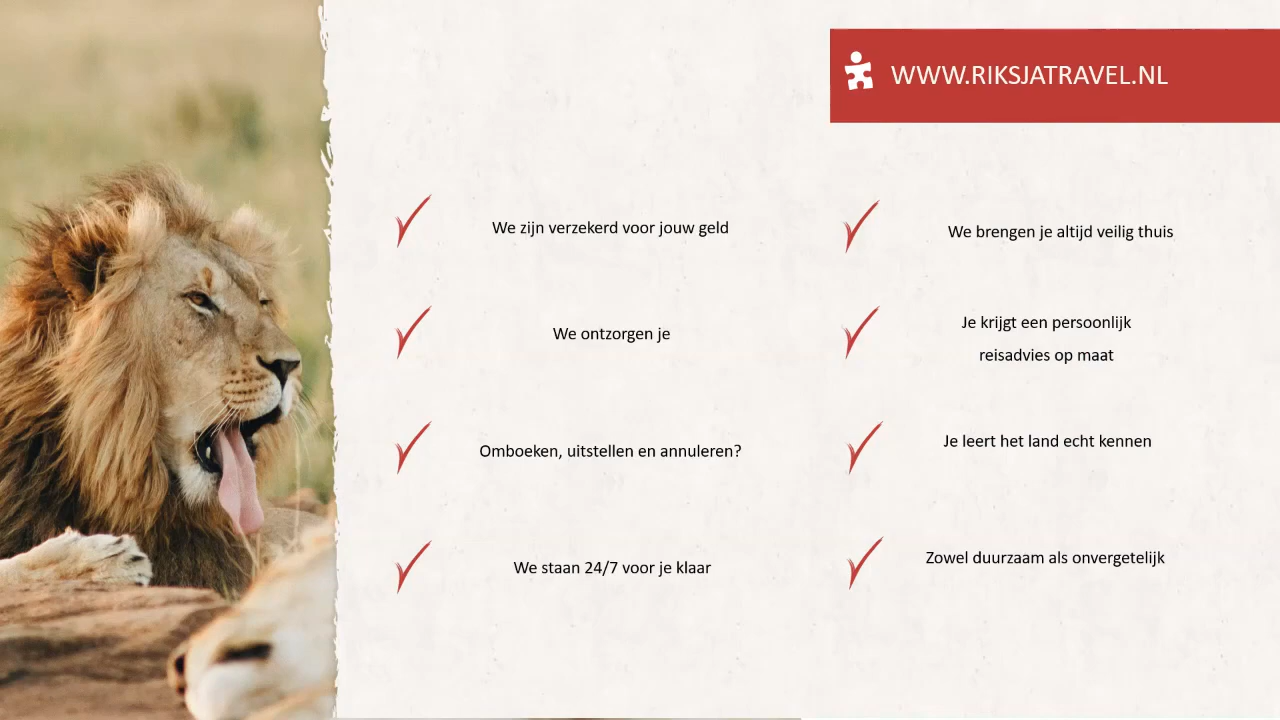 WWW.RIKSJATRAVEL.NL
We zijn verzekerd voor jouw geld
We ontzorgen je
Omboeken, uitstellen en annuleren?
We staan 24/7 voor je klaar
We brengen je altijd veilig thuis
Je krijgt een persoonlijk
reisadvies op maat
Je leert het land echt kennen
Zowel duurzaam als onvergetelijk